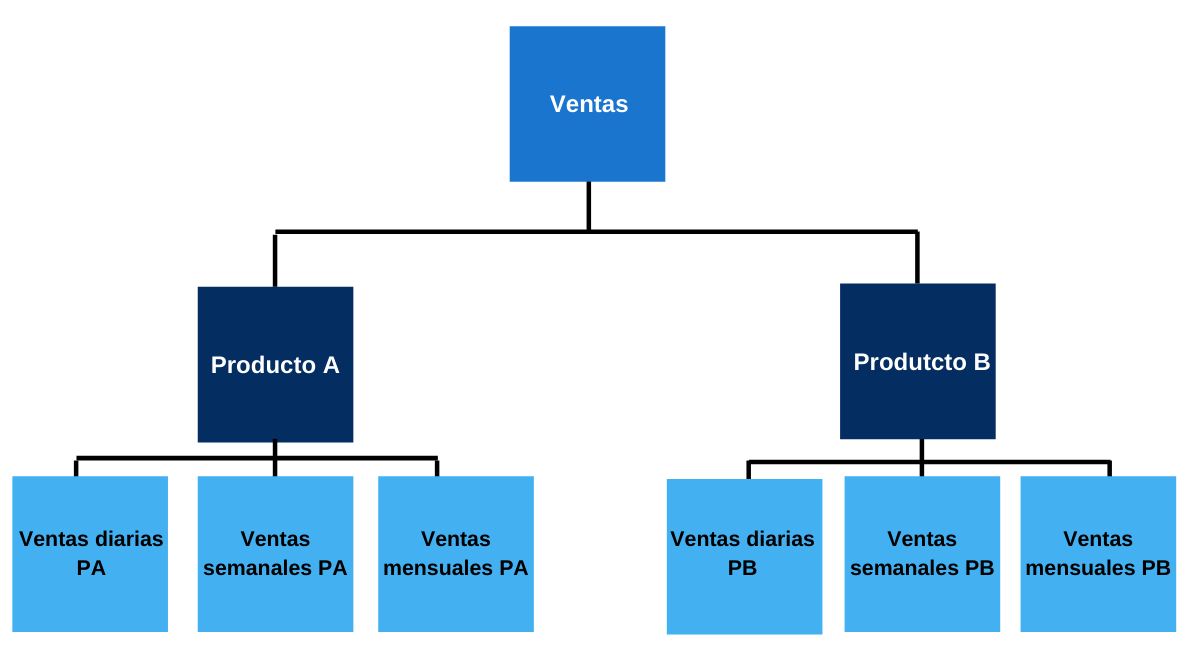 Ventas
Producto A
Produtcto B
Ventas diarias
PA
Ventas
semanales PA
Ventas
mensuales PA
Ventas diarias
PB
Ventas
semanales PB
Ventas
mensuales PB